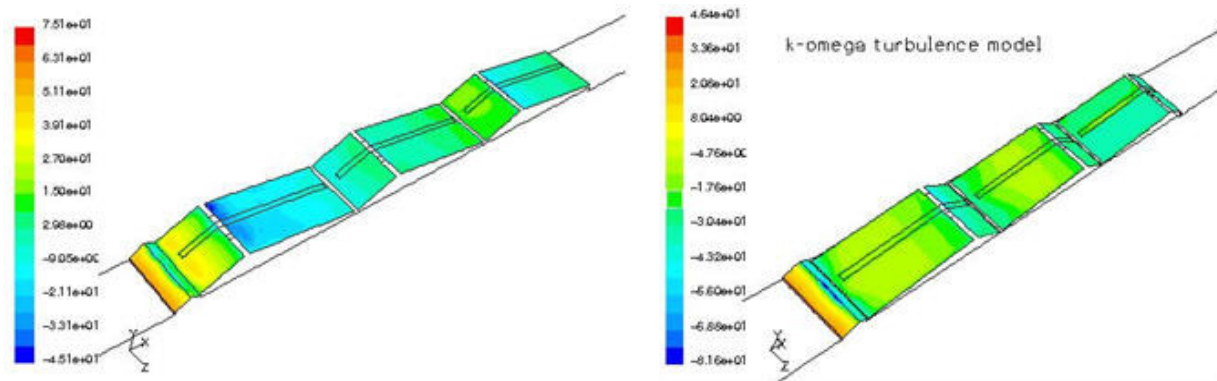 7.51e+01
6.31e+01
5.11e+01
3.91e+01
2.70e+01
1.50e+01
2.98e+00
-9.05e+00
-2.11e+01
-3.31e+01
-4.51e+01
Y
X
Z
4.64e+01
3.36e+01
2.08e+01
8.04e+00
-4.76e+00
-1.76e+01
-3.04e+01
-4.32e+01
-5.60e+01
-6.88e+01
-8.16e+01
k-omega turbulence model
Y
X
Z